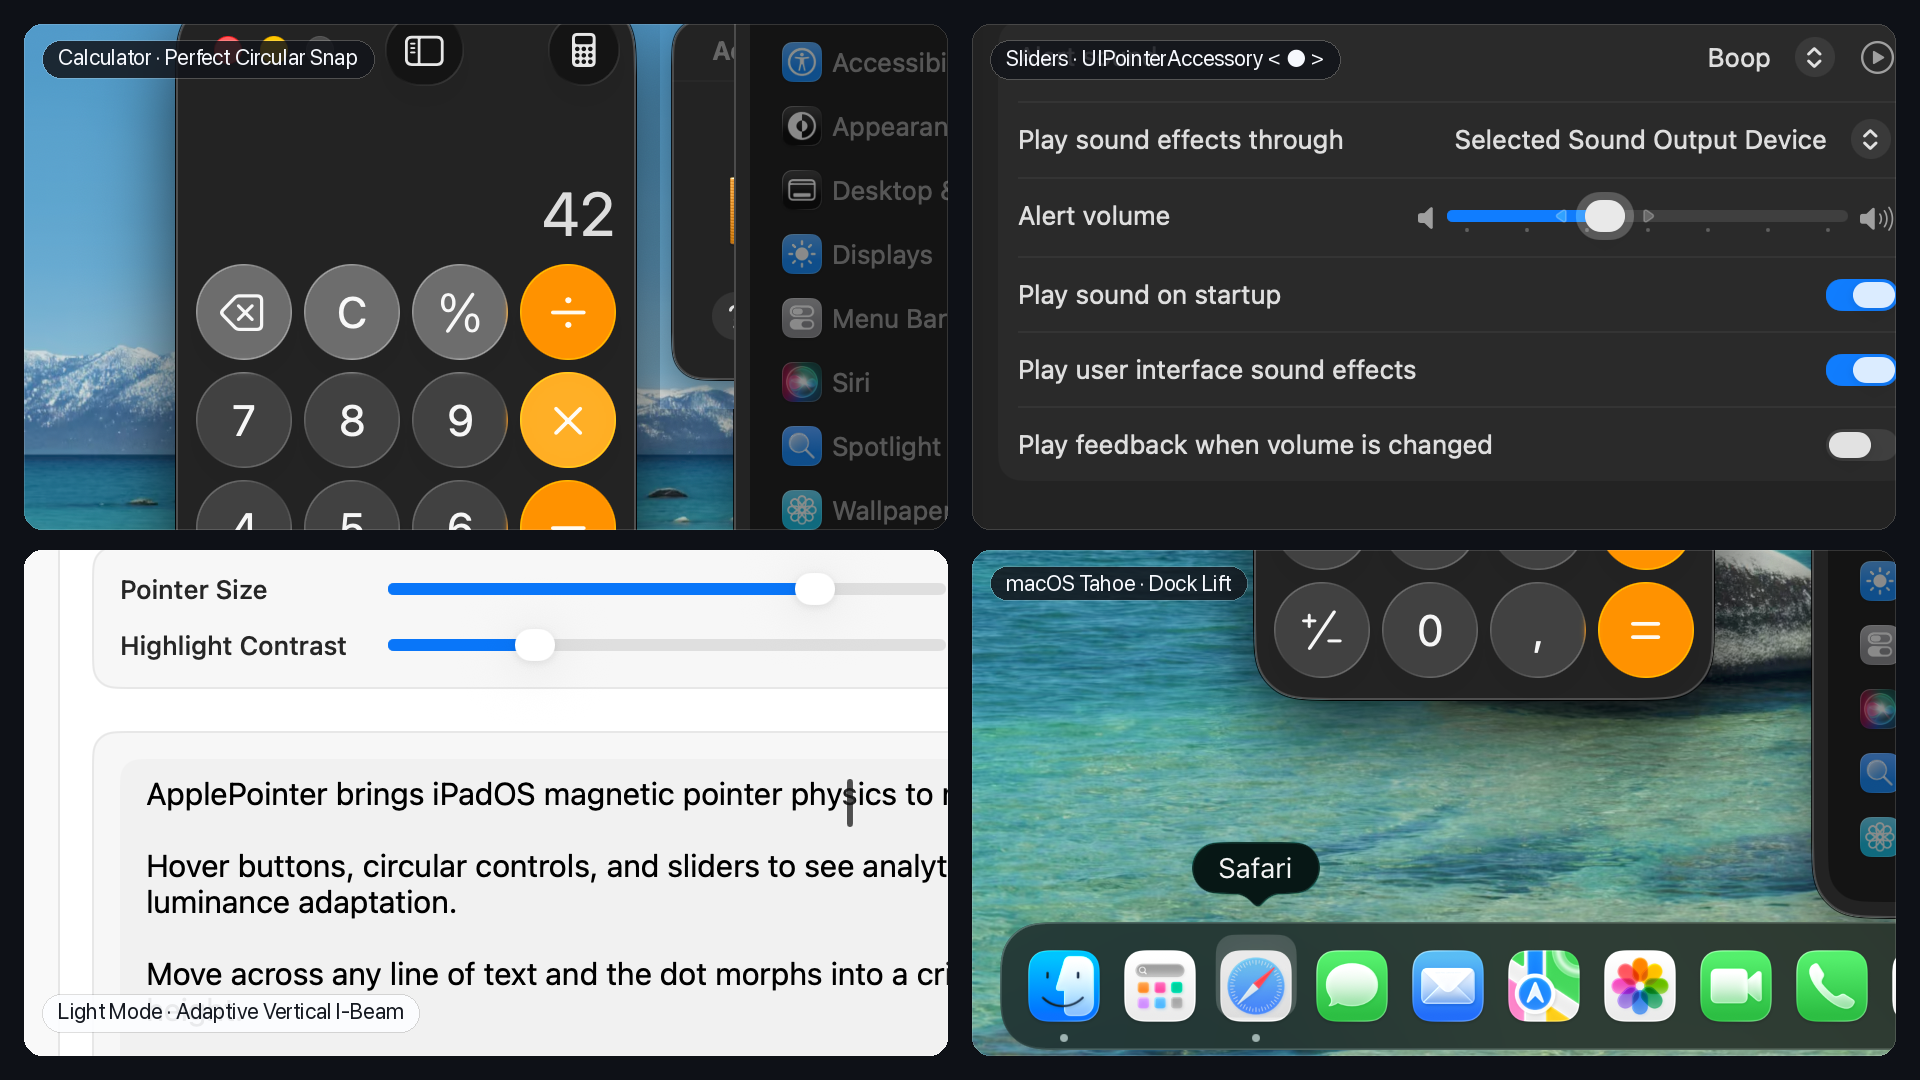 Calculator · Perfect Circular Snap
42
C
%
÷
7
8
9
×
4
5
6
−
Accessibi
Appearan
Desktop &
Displays
Menu Bar
Siri
Spotlight
Wallpaper
Sliders · UIPointerAccessory < ● >
Boop
Play sound effects through
Selected Sound Output Device
Alert volume
Play sound on startup
Play user interface sound effects
Play feedback when volume is changed
Pointer Size
Highlight Contrast
ApplePointer brings iPadOS magnetic pointer physics to
Hover buttons, circular controls, and sliders to see analyt
luminance adaptation.
Move across any line of text and the dot morphs into a cri
Light Mode · Adaptive Vertical I-Beam
macOS Tahoe · Dock Lift
+/−
0
,
=
Safari